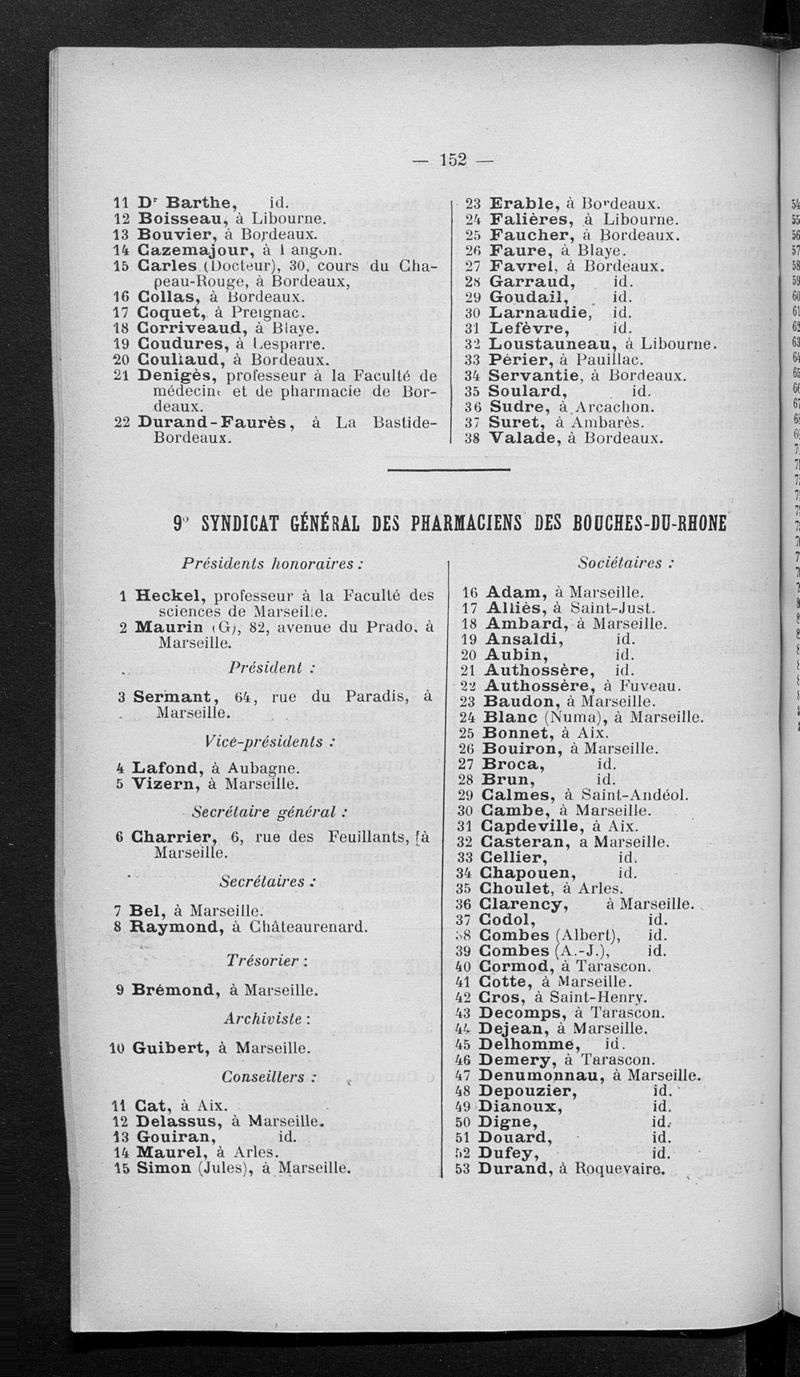 — 152 —
11 Dr Barthe, id.
12 Boisseau, à Libourne.
13 Bouvier, à Bordeaux.
14 Cazemajour, à Langon.
15 Carles (Docteur), 30, cours du Cha-
peau-Rouge, à Bordeaux,
16 Collas, à Bordeaux.
17 Coquet, à Preignac.
18 Corriveaud, à Blaye.
19 Coudures, à Lesparre.
20 Couliaud, à Bordeaux.
21 Denigès, professeur à la Faculté de
médecine et de pharmacie de Bor-
deaux.
22 Durand-Faurès, à La Bastide-
Bordeaux.
23 Erable, à Bordeaux.
24 Falières, à Libourne.
25 Faucher, à Bordeaux.
26 Faure, à Blaye.
27 Favrel, à Bordeaux.
28 Garraud, id.
29 Goudail, id.
30 Larnaudie, id.
31 Lefèvre, id.
32 Loustauneau, à Libourne.
33 Périer, à Pauillac.
34 Servantie, à Bordeaux.
35 Soulard, id.
36 Sudre, à Arcachon.
37 Suret, à Ambarès.
38 Valade, à Bordeaux.
9° SYNDICAT GÉNÉRAL DES PHARMACIENS DES BOUCHES-DU-RHONE
Présidents honoraires :
1 Heckel, professeur à la Faculté des
sciences de Marseille.
2 Maurin (G), 82, avenue du Prado, à
Marseille.
Président :
3 Sermant, 64, rue du Paradis, à
Marseille.
Vice-présidents :
4 Lafond, à Aubagne.
5 Vizern, à Marseille.
Secrétaire général :
6 Charrier, 6, rue des Feuillants, [à
Marseille.
Secrétaires :
7 Bel, à Marseille.
8 Raymond, à Châteaurenard.
Trésorier :
9 Brémond, à Marseille.
Archiviste :
10 Guibert, à Marseille.
Conseillers :
11 Cat, à Aix.
12 Delassus, à Marseille.
13 Gouiran, id.
14 Maurel, à Arles.
15 Simon (Jules), à Marseille.
Sociétaires :
16 Adam, à Marseille.
17 Alliès, à Saint-Just.
18 Ambard, à Marseille.
19 Ansaldi, id.
20 Aubin, id.
21 Authossère, id.
22 Authossère, à Fuveau.
23 Baudon, à Marseille.
24 Blanc (Numa), à Marseille.
25 Bonnet, à Aix.
26 Bouiron, à Marseille.
27 Broca, id.
28 Brun, id.
29 Calmes, à Saint-Andéol.
30 Cambe, à Marseille.
31 Capdeville, à Aix.
32 Casteran, a Marseille.
33 Cellier, id.
34 Chapouen, id.
35 Choulet, à Arles.
36 Clarency, à Marseille.
37 Codol, id.
38 Combes (Albert), id.
39 Combes (A.-J.), id.
40 Cormod, à Tarascon.
41 Cotte, à Marseille.
42 Cros, à Saint-Henry.
43 Decomps, à Tarascon.
44 Dejean, à Marseille.
45 Delhomme, id.
46 Demery, à Tarascon.
47 Denumonnau, à Marseille.
48 Depouzier, id.
49 Dianoux, id.
50 Digne, id.
51 Douard, id.
52 Dufey, id.
53 Durand, à Roquevaire.